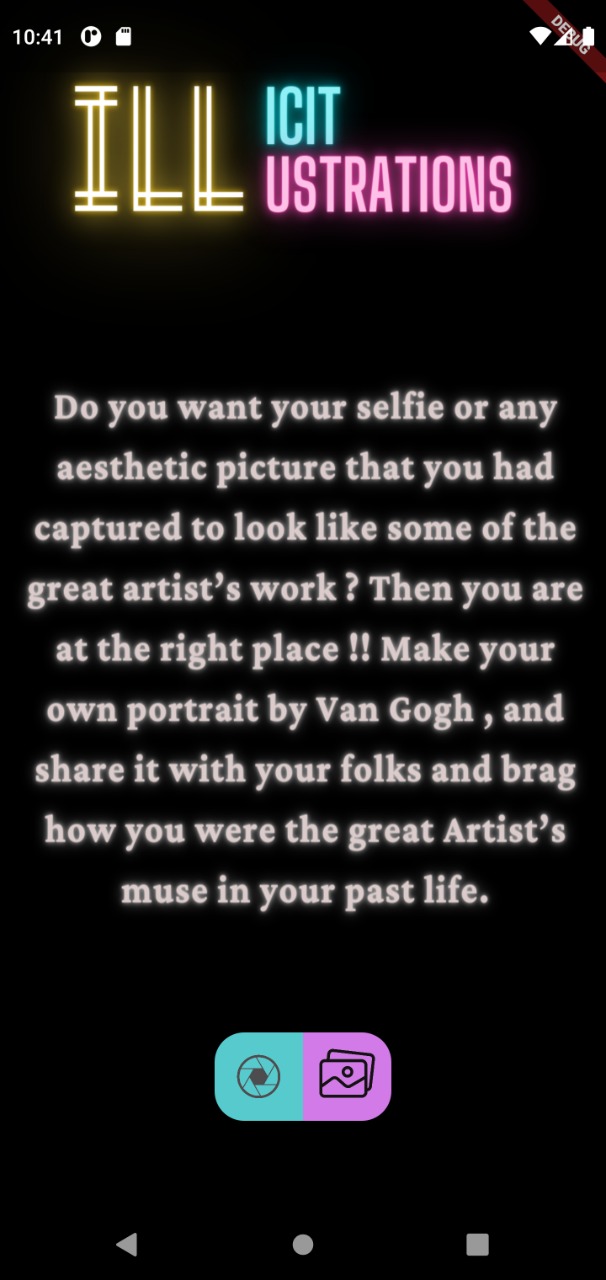 10:41
DEBUG
ILL ICIT
USTRATIONS
Do you want your selfie or any
aesthetic picture that you had
captured to look like some of the
great artist’s work ? Then you are
at the right place !! Make your
own portrait by Van Gogh , and
share it with your folks and brag
how you were the great Artist’s
muse in your past life.